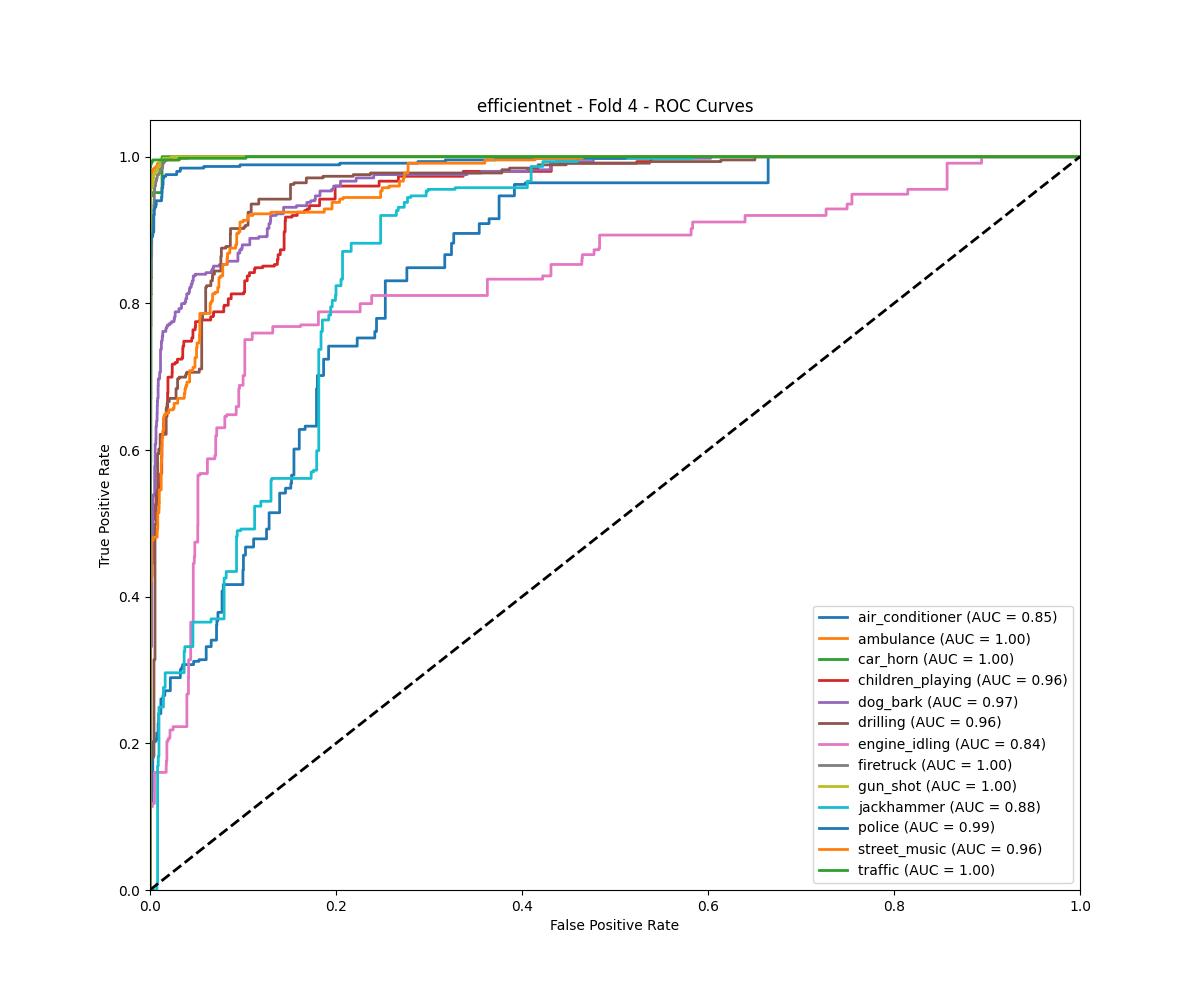 efficientnet - Fold 4 - ROC Curves
True Positive Rate
1.0
0.8
0.6
0.4
0.2
0.0
0.0 0.2 0.4 0.6 0.8 1.0
False Positive Rate
air_conditioner (AUC = 0.85)
ambulance (AUC = 1.00)
car_horn (AUC = 1.00)
children_playing (AUC = 0.96)
dog_bark (AUC = 0.97)
drilling (AUC = 0.96)
engine_idling (AUC = 0.84)
firetruck (AUC = 1.00)
gun_shot (AUC = 1.00)
jackhammer (AUC = 0.88)
police (AUC = 0.99)
street_music (AUC = 0.96)
traffic (AUC = 1.00)